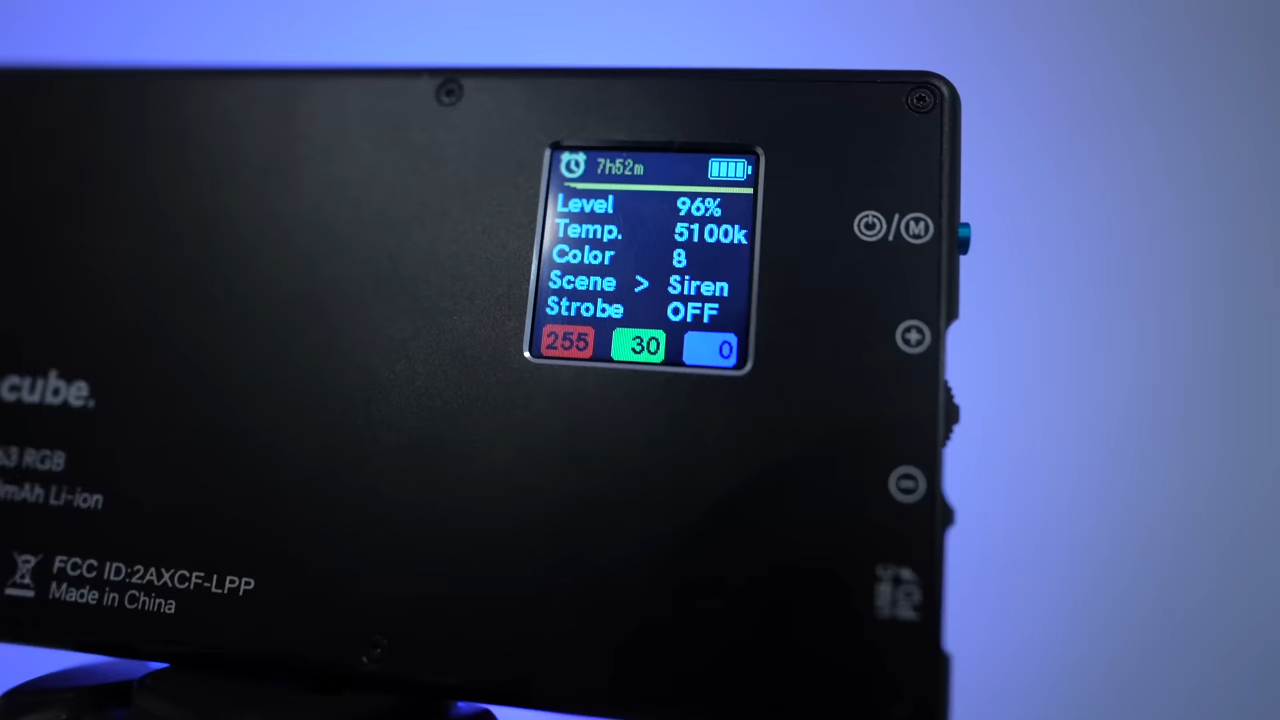 7h52m
Level 96%
Temp. 5100k
Color 8
Scene > Siren
Strobe OFF
255 30 0
/M
cube.
63 RGB
mAh Li-ion
FCC ID:2AXCF-LPP
Made in China